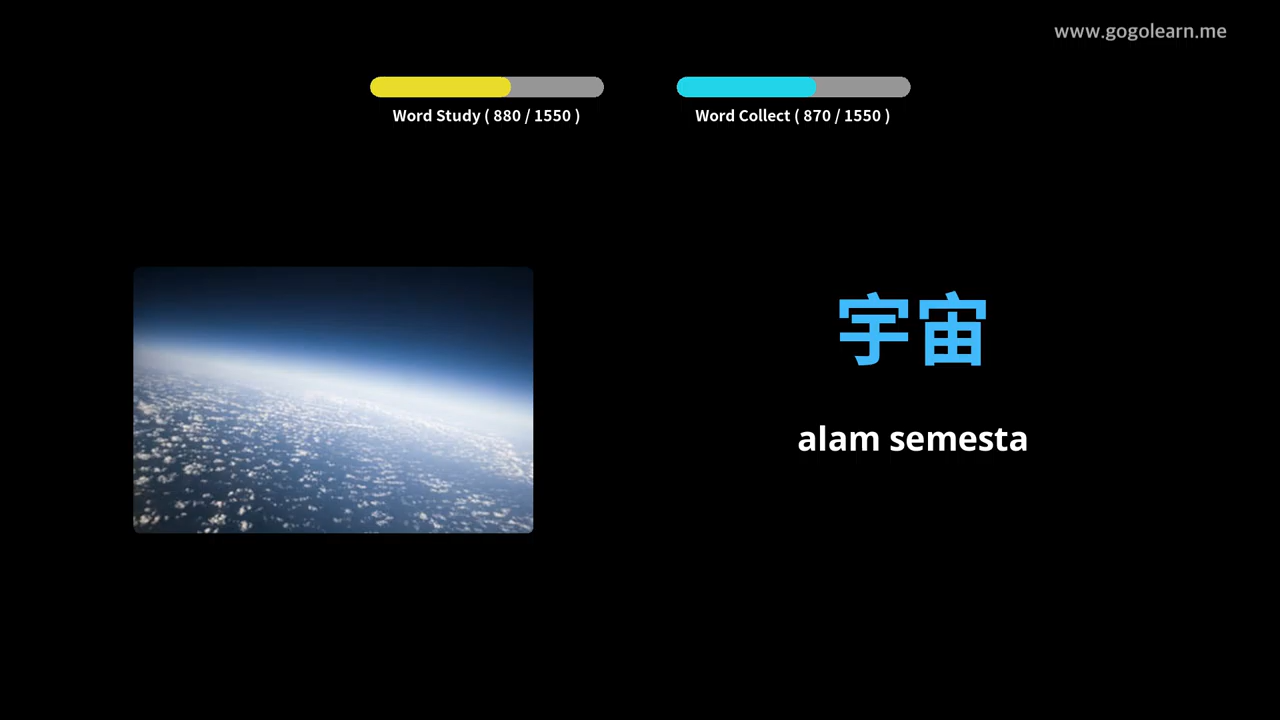 www.gogolearn.me
Word Study ( 880 / 1550 )
Word Collect ( 870 / 1550 )
宇宙
alam semesta